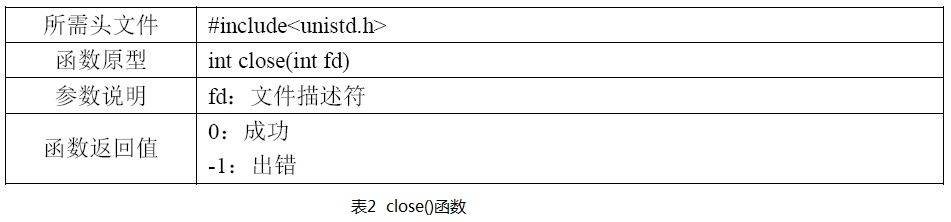 所需头文件 #include<unistd.h>
函数原型 int close(int fd)
参数说明 fd：文件描述符
函数返回值 0：成功
-1：出错
表2 close()函数